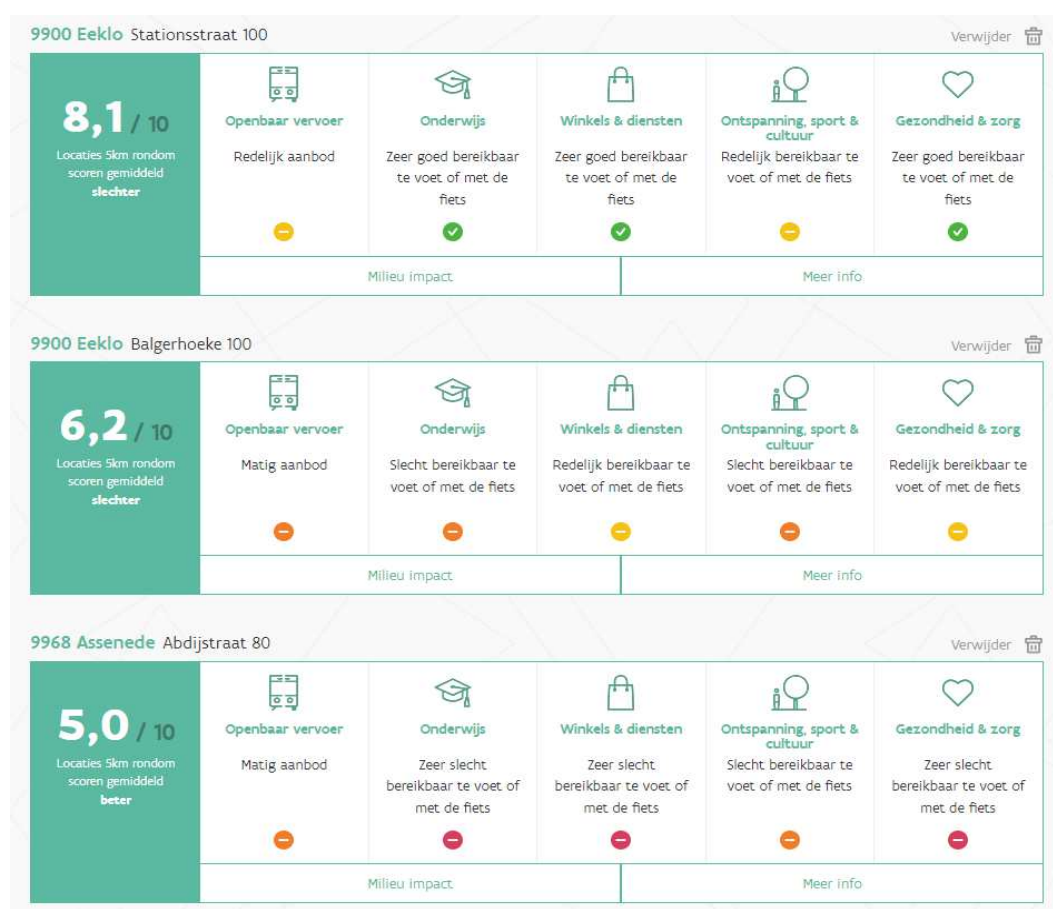 9900 Eeklo Stationsstraat 100
Verwijder
8,1 / 10
Locaties 5km rondom
scoren gemiddeld
slechter
Openbaar vervoer
Redelijk aanbod
Onderwijs
Zeer goed bereikbaar
te voet of met de
fiets
Winkels & diensten
Zeer goed bereikbaar
te voet of met de
fiets
Ontspanning, sport &
cultuur
Redelijk bereikbaar te
voet of met de fiets
Gezondheid & zorg
Zeer goed bereikbaar
te voet of met de
fiets
Milieu impact
Meer info
9900 Eeklo Balgerhoeke 100
Verwijder
6,2 / 10
Locaties 5km rondom
scoren gemiddeld
slechter
Openbaar vervoer
Matig aanbod
Onderwijs
Slecht bereikbaar te
voet of met de fiets
Winkels & diensten
Redelijk bereikbaar te
voet of met de fiets
Ontspanning, sport &
cultuur
Slecht bereikbaar te
voet of met de fiets
Gezondheid & zorg
Redelijk bereikbaar te
voet of met de fiets
Milieu impact
Meer info
9968 Assenede Abdijstraat 80
Verwijder
5,0 / 10
Locaties 5km rondom
scoren gemiddeld
beter
Openbaar vervoer
Matig aanbod
Onderwijs
Zeer slecht
bereikbaar te voet of
met de fiets
Winkels & diensten
Zeer slecht
bereikbaar te voet of
met de fiets
Ontspanning, sport &
cultuur
Slecht bereikbaar te
voet of met de fiets
Gezondheid & zorg
Zeer slecht
bereikbaar te voet of
met de fiets
Milieu impact
Meer info